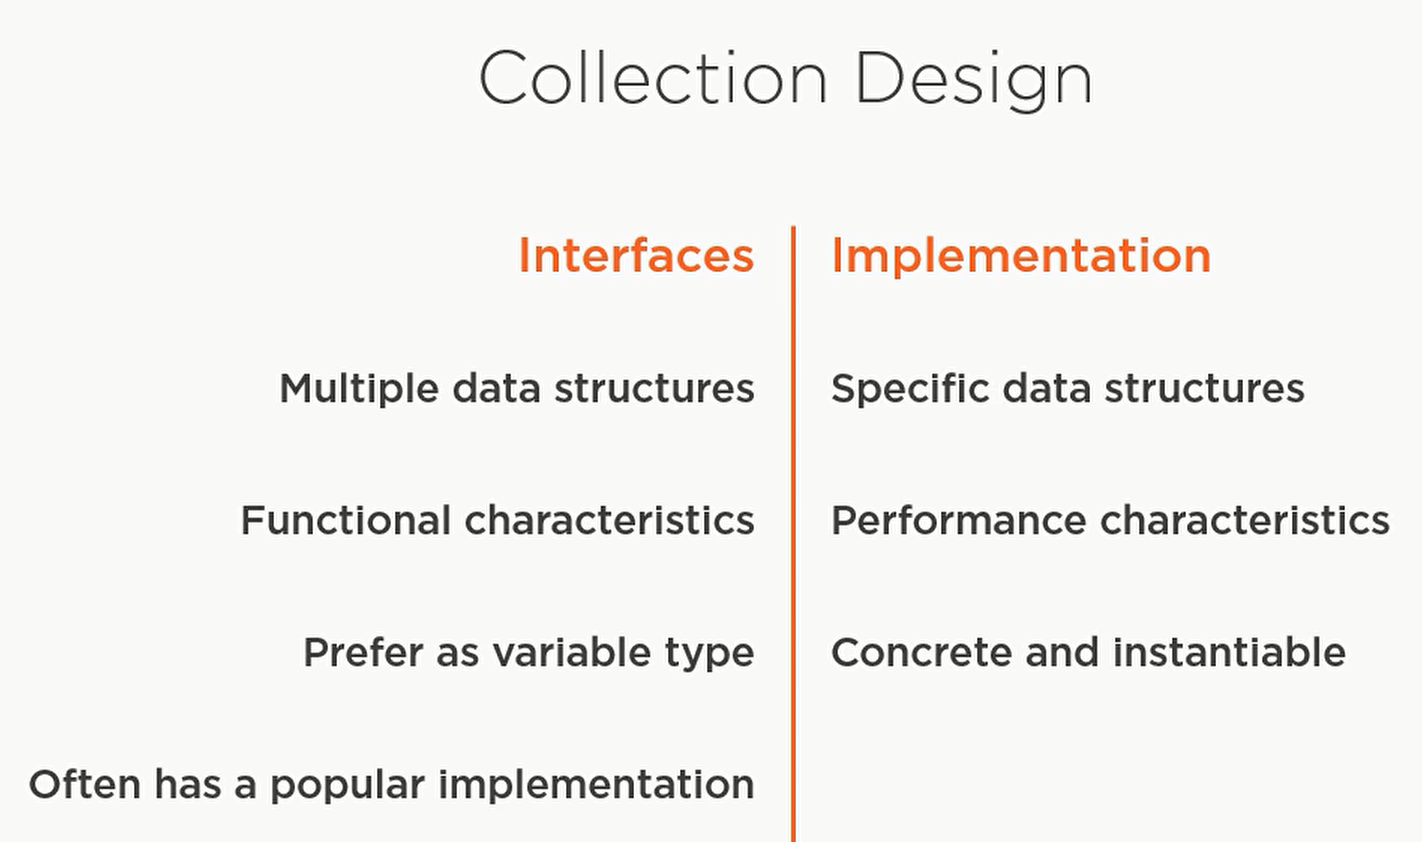 Collection Design
Interfaces
Implementation
Multiple data structures
Specific data structures
Functional characteristics
Performance characteristics
Prefer as variable type
Concrete and instantiable
Often has a popular implementation